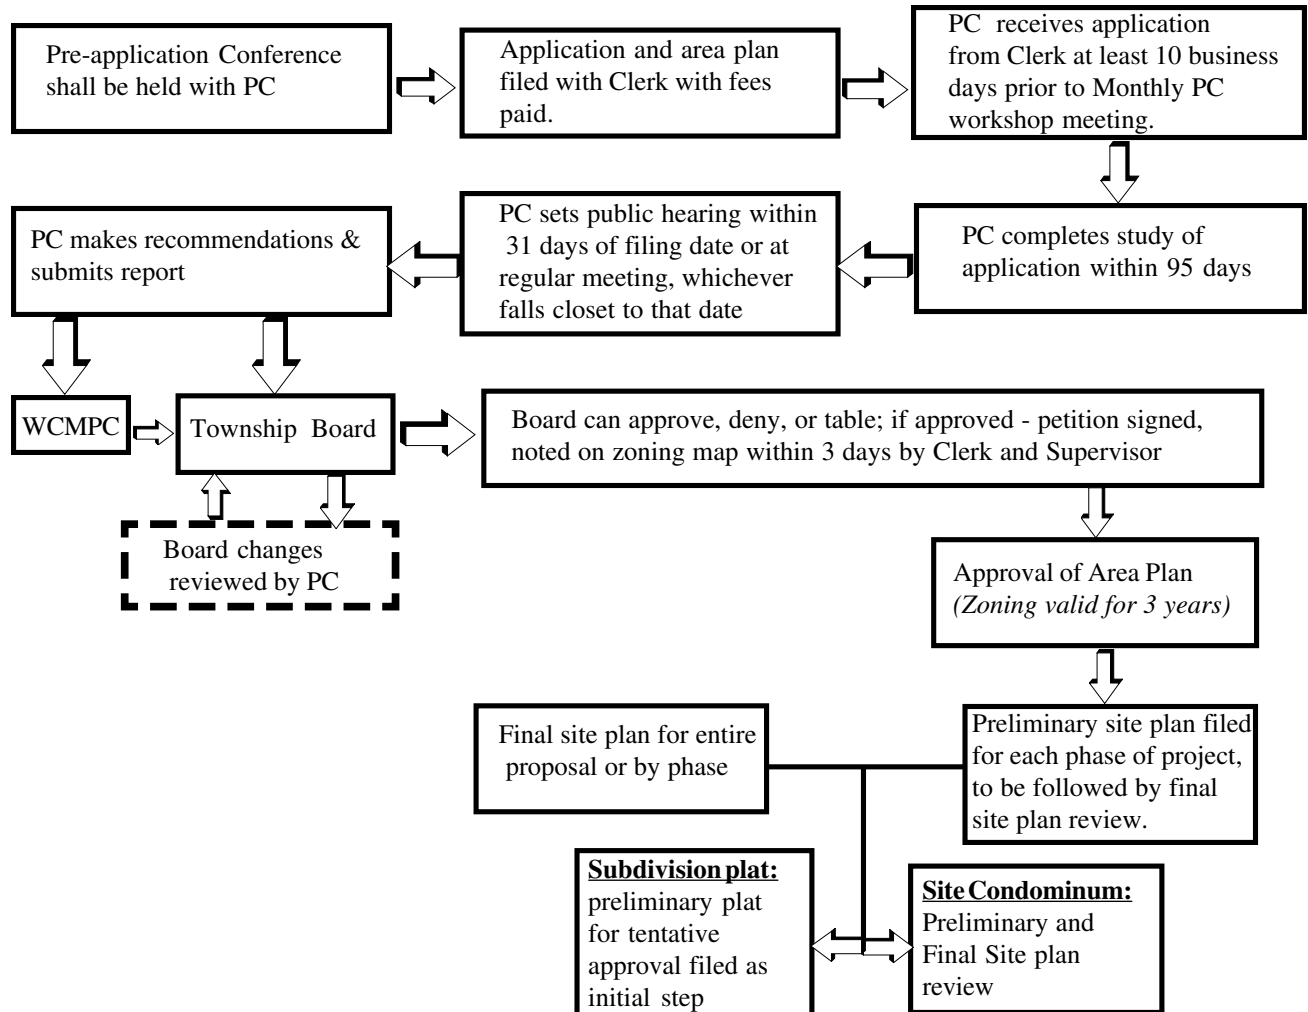 Pre-application Conference
shall be held with PC
Application and area plan
filed with Clerk with fees
paid.
PC receives application
from Clerk at least 10 business
days prior to Monthly PC
workshop meeting.
PC makes recommendations &
submits report
PC sets public hearing within
31 days of filing date or at
regular meeting, whichever
falls closet to that date
PC completes study of
application within 95 days
WCMPC
Township Board
Board can approve, deny, or table; if approved - petition signed,
noted on zoning map within 3 days by Clerk and Supervisor
Board changes
reviewed by PC
Approval of Area Plan
(Zoning valid for 3 years)
Final site plan for entire
proposal or by phase
Preliminary site plan filed
for each phase of project,
to be followed by final
site plan review.
Subdivision plat:
preliminary plat
for tentative
approval filed as
initial step
Site Condominum:
Preliminary and
Final Site plan
review